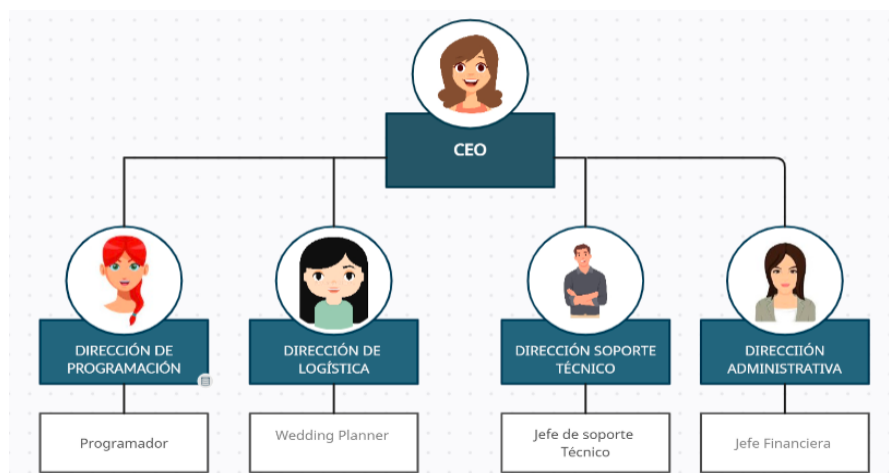 CEO
DIRECCIÓN DE
PROGRAMACIÓN
DIRECCIÓN DE
LOGÍSTICA
DIRECCIÓN SOPORTE
TÉCNICO
DIRECCIIÓN
ADMINISTRATIVA
Programador
Wedding Planner
Jefe de soporte
Técnico
Jefe Financiera